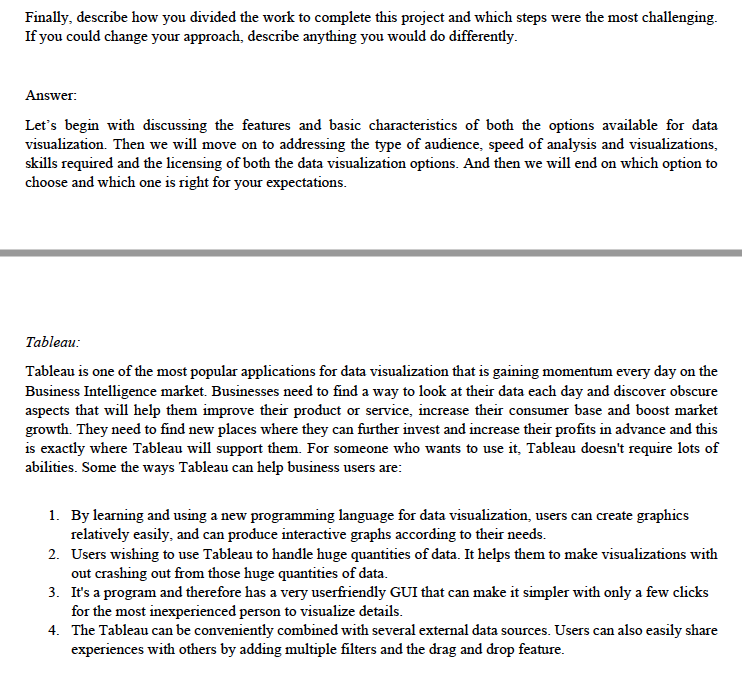 Finally, describe how you divided the work to complete this project and which steps were the most challenging.
If you could change your approach, describe anything you would do differently.
Answer:
Let's begin with discussing the features and basic characteristics of both the options available for data
visualization. Then we will move on to addressing the type of audience, speed of analysis and visualizations,
skills required and the licensing of both the data visualization options. And then we will end on which option to
choose and which one is right for your expectations.
Tableau:
Tableau is one of the most popular applications for data visualization that is gaining momentum every day on the
Business Intelligence market. Businesses need to find a way to look at their data each day and discover obscure
aspects that will help them improve their product or service, increase their consumer base and boost market
growth. They need to find new places where they can further invest and increase their profits in advance and this
is exactly where Tableau will support them. For someone who wants to use it, Tableau doesn't require lots of
abilities. Some the ways Tableau can help business users are:
1. By learning and using a new programming language for data visualization, users can create graphics
relatively easily, and can produce interactive graphs according to their needs.
2. Users wishing to use Tableau to handle huge quantities of data. It helps them to make visualizations with
out crashing out from those huge quantities of data.
3. It's a program and therefore has a very userfriendly GUI that can make it simpler with only a few clicks
for the most inexperienced person to visualize details.
4. The Tableau can be conveniently combined with several external data sources. Users can also easily share
experiences with others by adding multiple filters and the drag and drop feature.